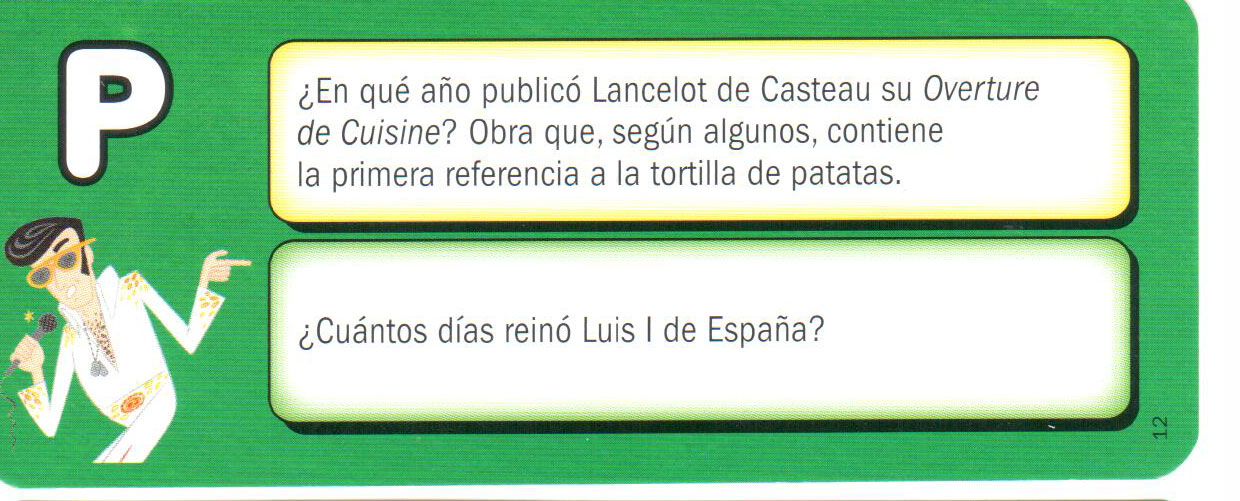 P
¿En qué año publicó Lancelot de Casteau su Overture
de Cuisine? Obra que, según algunos, contiene
la primera referencia a la tortilla de patatas.
¿Cuántos días reinó Luis I de España?
12